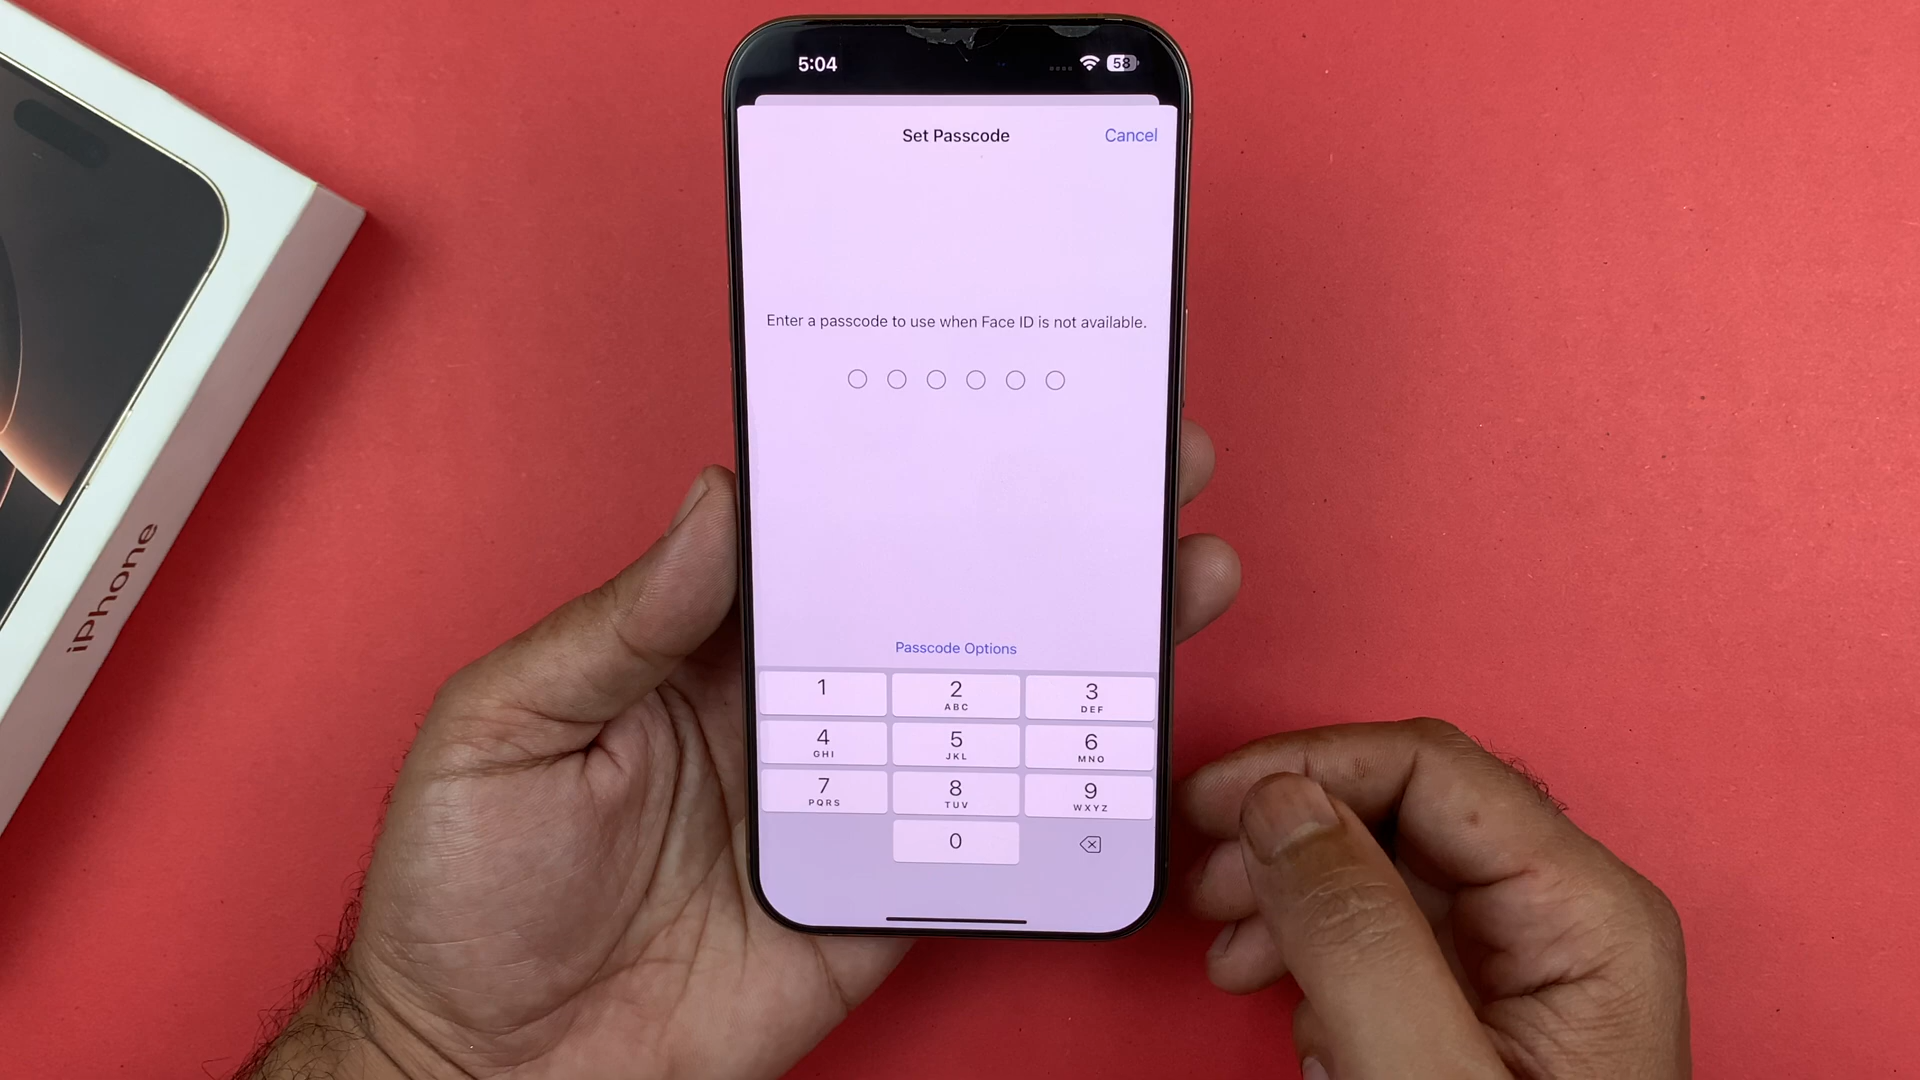 5:04
58
Set Passcode
Cancel
Enter a passcode to use when Face ID is not available.
Passcode Options
1
2
ABC
3
DEF
4
GHI
5
JKL
6
MNO
7
PQRS
8
TUV
9
WXYZ
0
iPhone